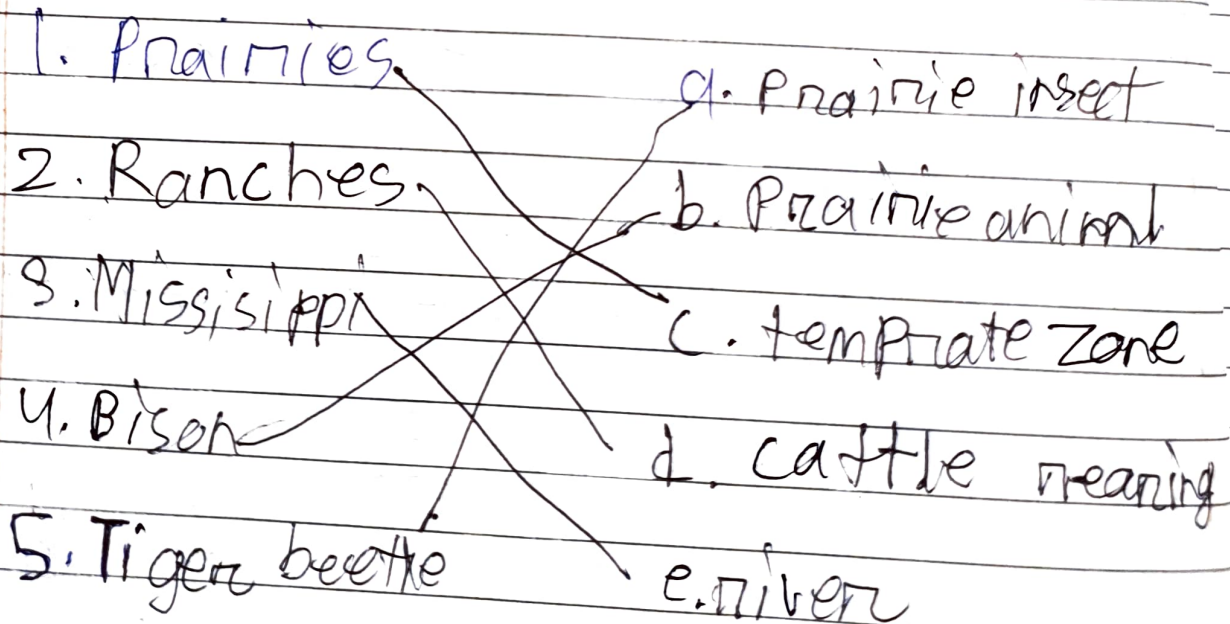 1. Prairies
a. Prairie insect
2. Ranches
b. Prairie animal
3. Missisippi
c. temprate zone
4. Bison
d. cattle rearing
5. Tiger beetle
e. river